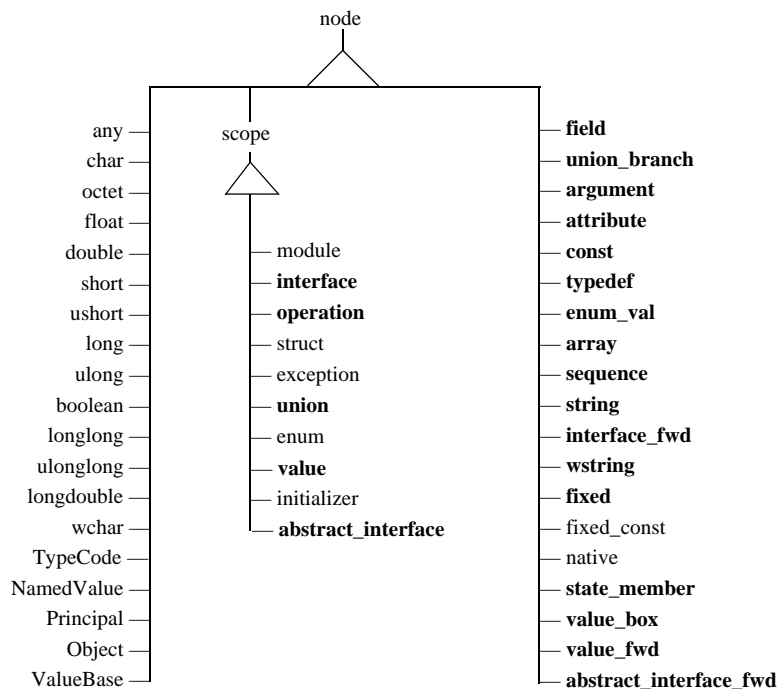 node
any
char
octet
float
double
short
ushort
long
ulong
boolean
longlong
ulonglong
longdouble
wchar
TypeCode
NamedValue
Principal
Object
ValueBase
scope
module
interface
operation
struct
exception
union
enum
value
initializer
abstract_interface
field
union_branch
argument
attribute
const
typedef
enum_val
array
sequence
string
interface_fwd
wstring
fixed
fixed_const
native
state_member
value_box
value_fwd
abstract_interface_fwd